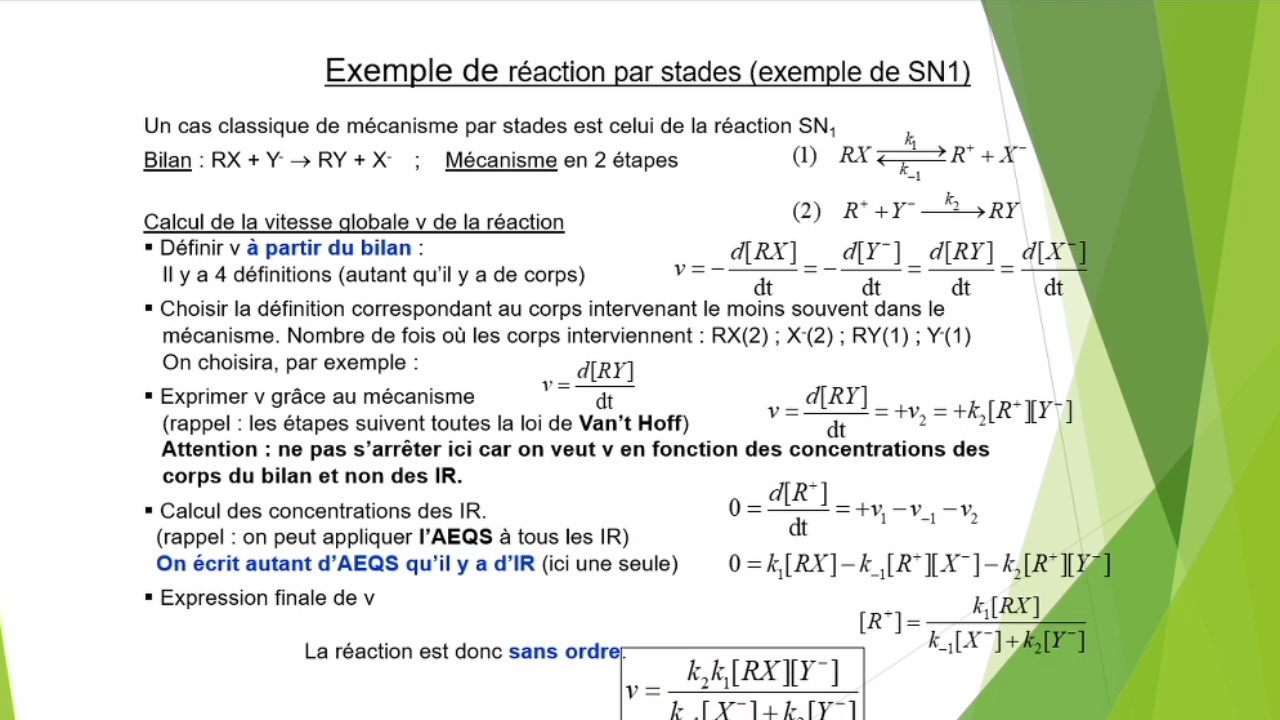 Exemple de réaction par stades (exemple de SN1)
Un cas classique de mécanisme par stades est celui de la réaction SN₁
Bilan : RX + Y⁻ → RY + X⁻ ; Mécanisme en 2 étapes
(1) RX ⇄ R⁺ + X⁻ k₁ k₋₁
(2) R⁺ + Y⁻ → RY k₂
Calcul de la vitesse globale v de la réaction
▪ Définir v à partir du bilan :
Il y a 4 définitions (autant qu'il y a de corps)
v = − d[RX]/dt = − d[Y⁻]/dt = d[RY]/dt = d[X⁻]/dt
▪ Choisir la définition correspondant au corps intervenant le moins souvent dans le
mécanisme. Nombre de fois où les corps interviennent : RX(2) ; X⁻(2) ; RY(1) ; Y⁻(1)
On choisira, par exemple :
v = d[RY]/dt
▪ Exprimer v grâce au mécanisme
(rappel : les étapes suivent toutes la loi de Van't Hoff)
v = d[RY]/dt = +v₂ = +k₂[R⁺][Y⁻]
Attention : ne pas s'arrêter ici car on veut v en fonction des concentrations des
corps du bilan et non des IR.
▪ Calcul des concentrations des IR.
(rappel : on peut appliquer l'AEQS à tous les IR)
0 = d[R⁺]/dt = +v₁ − v₋₁ − v₂
On écrit autant d'AEQS qu'il y a d'IR (ici une seule)
0 = k₁[RX] − k₋₁[R⁺][X⁻] − k₂[R⁺][Y⁻]
▪ Expression finale de v
[R⁺] = k₁[RX] / k₋₁[X⁻] + k₂[Y⁻]
La réaction est donc sans ordre.
v = k₂k₁[RX][Y⁻] / k₋₁[X⁻] + k₂[Y⁻]